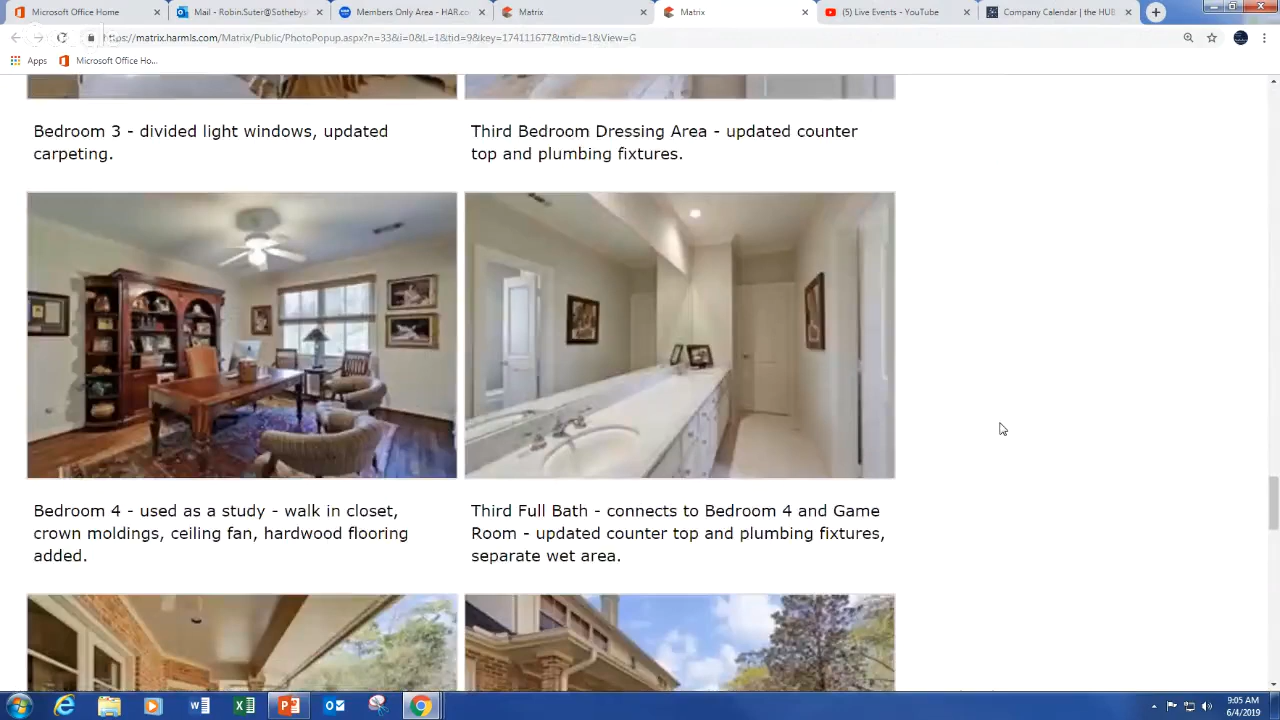 Microsoft Office Home
Mail - Robin.Suter@Sothebysh
Members Only Area - HAR.co
Matrix
Matrix
(5) Live Events - YouTube
Company Calendar | the HUB
ttps://matrix.harmls.com/Matrix/Public/PhotoPopup.aspx?n=33&i=0&L=1&tid=9&key=174111677&mtid=1&View=G
Apps
Microsoft Office Ho...
Bedroom 3 - divided light windows, updated
carpeting.
Third Bedroom Dressing Area - updated counter
top and plumbing fixtures.
Bedroom 4 - used as a study - walk in closet,
crown moldings, ceiling fan, hardwood flooring
added.
Third Full Bath - connects to Bedroom 4 and Game
Room - updated counter top and plumbing fixtures,
separate wet area.
9:05 AM
6/4/2019